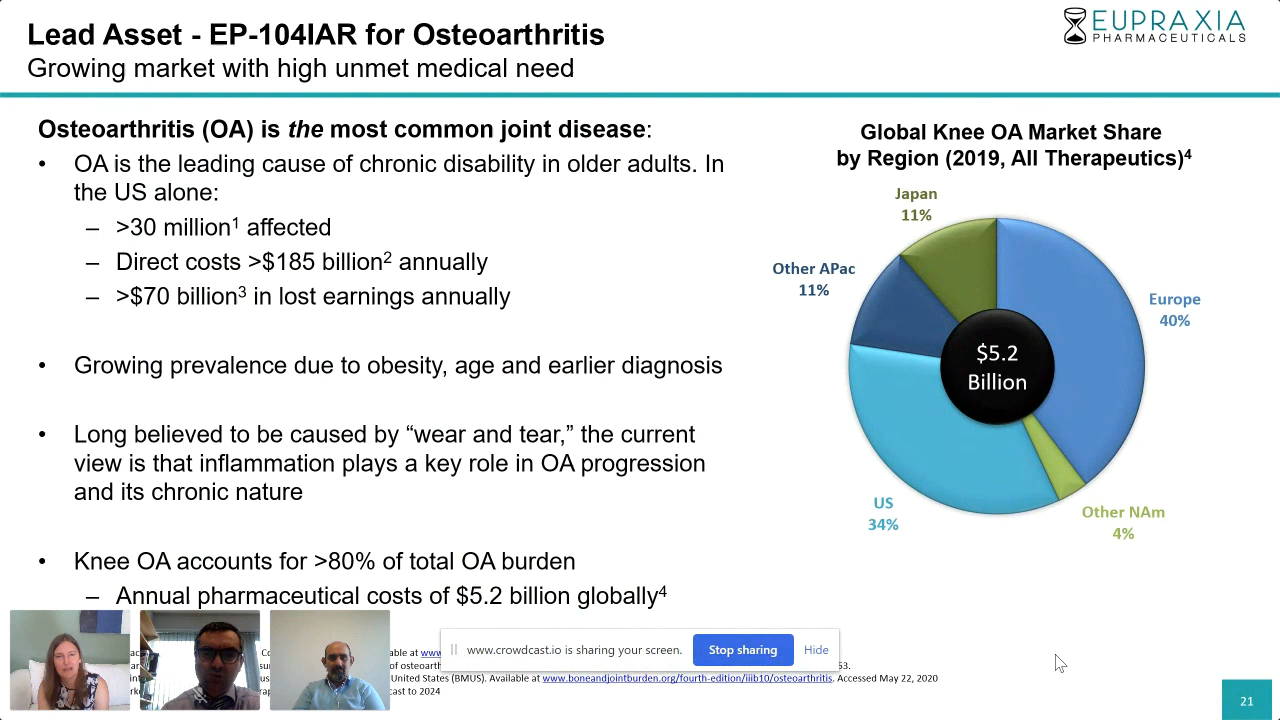 Lead Asset - EP-104IAR for Osteoarthritis
Growing market with high unmet medical need
EUPRAXIA
PHARMACEUTICALS
Osteoarthritis (OA) is the most common joint disease:
• OA is the leading cause of chronic disability in older adults. In
the US alone:
– >30 million¹ affected
– Direct costs >$185 billion² annually
– >$70 billion³ in lost earnings annually
• Growing prevalence due to obesity, age and earlier diagnosis
• Long believed to be caused by “wear and tear,” the current
view is that inflammation plays a key role in OA progression
and its chronic nature
• Knee OA accounts for >80% of total OA burden
– Annual pharmaceutical costs of $5.2 billion globally⁴
Global Knee OA Market Share
by Region (2019, All Therapeutics)⁴
Japan
11%
Other APac
11%
Europe
40%
$5.2
Billion
US
34%
Other NAm
4%
at www.crowdcast.io is sharing your screen.
Stop sharing
Hide
of osteoarth
53.
United States (BMUS). Available at www.boneandjointburden.org/fourth-edition/iiib10/osteoarthritis. Accessed May 22, 2020
cast to 2024
21